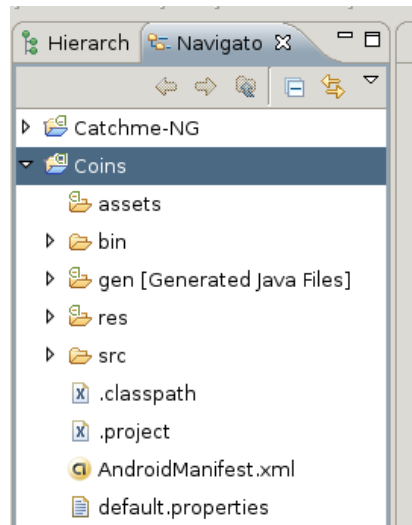 Hierarch Navigato
Catchme-NG
Coins
assets
bin
gen [Generated Java Files]
res
src
.classpath
.project
AndroidManifest.xml
default.properties